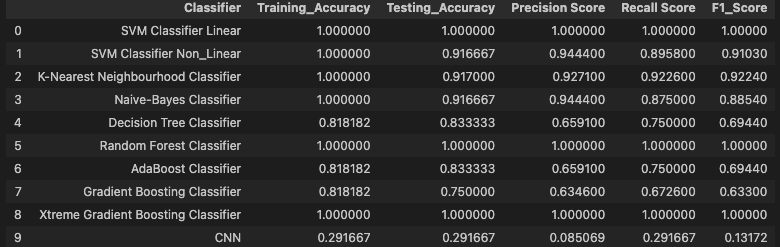 Classifier Training_Accuracy Testing_Accuracy Precision Score Recall Score F1_Score
0 SVM Classifier Linear 1.000000 1.000000 1.000000 1.000000 1.00000
1 SVM Classifier Non_Linear 1.000000 0.916667 0.944400 0.895800 0.91030
2 K-Nearest Neighbourhood Classifier 1.000000 0.917000 0.927100 0.922600 0.92240
3 Naive-Bayes Classifier 1.000000 0.916667 0.944400 0.875000 0.88540
4 Decision Tree Classifier 0.818182 0.833333 0.659100 0.750000 0.69440
5 Random Forest Classifier 1.000000 1.000000 1.000000 1.000000 1.00000
6 AdaBoost Classifier 0.818182 0.833333 0.659100 0.750000 0.69440
7 Gradient Boosting Classifier 0.818182 0.750000 0.634600 0.672600 0.63300
8 Xtreme Gradient Boosting Classifier 1.000000 1.000000 1.000000 1.000000 1.00000
9 CNN 0.291667 0.291667 0.085069 0.291667 0.13172